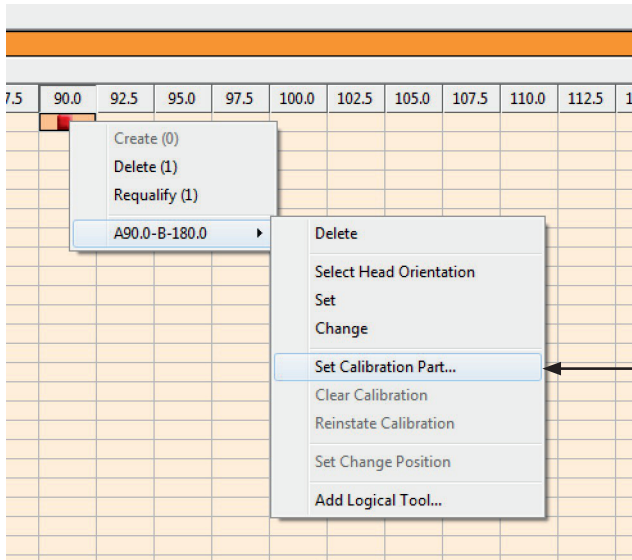 7.5 90.0 92.5 95.0 97.5 100.0 102.5 105.0 107.5 110.0 112.5 1
Create (0)
Delete (1)
Requalify (1)
A90.0-B-180.0
Delete
Select Head Orientation
Set
Change
Set Calibration Part...
Clear Calibration
Reinstate Calibration
Set Change Position
Add Logical Tool...